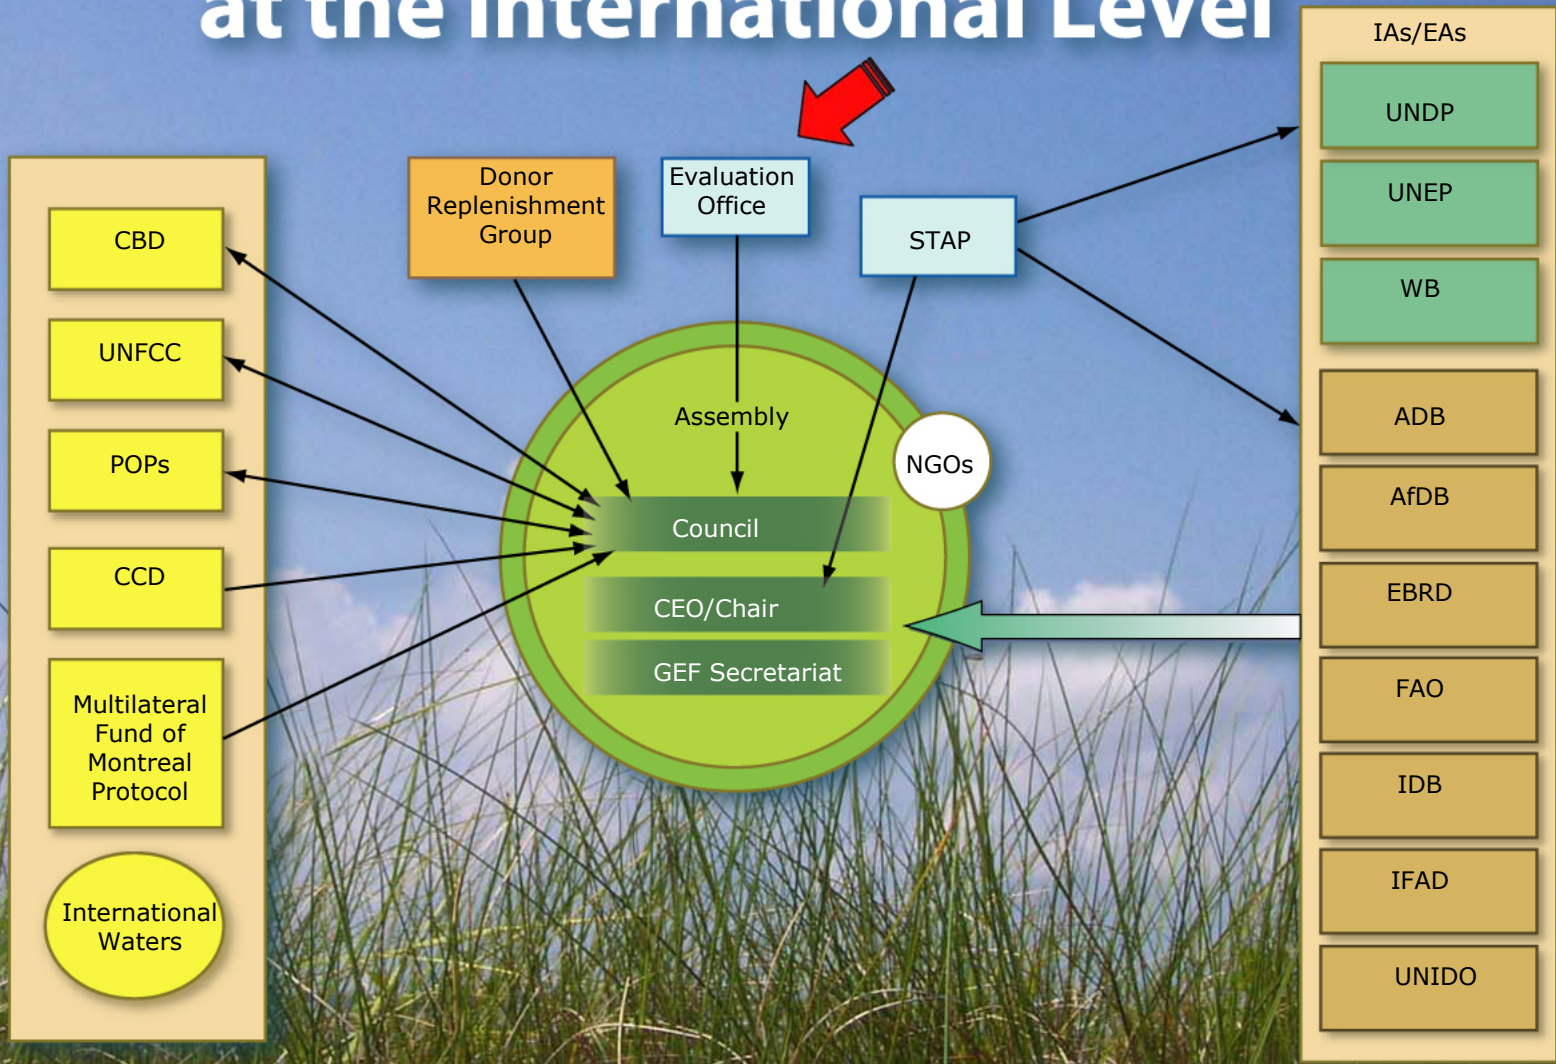 at the International Level
IAs/EAs
UNDP
UNEP
WB
ADB
AfDB
EBRD
FAO
IDB
IFAD
UNIDO
Donor
Replenishment
Group
Evaluation
Office
STAP
CBD
UNFCC
POPs
CCD
Multilateral
Fund of
Montreal
Protocol
International
Waters
Assembly
NGOs
Council
CEO/Chair
GEF Secretariat